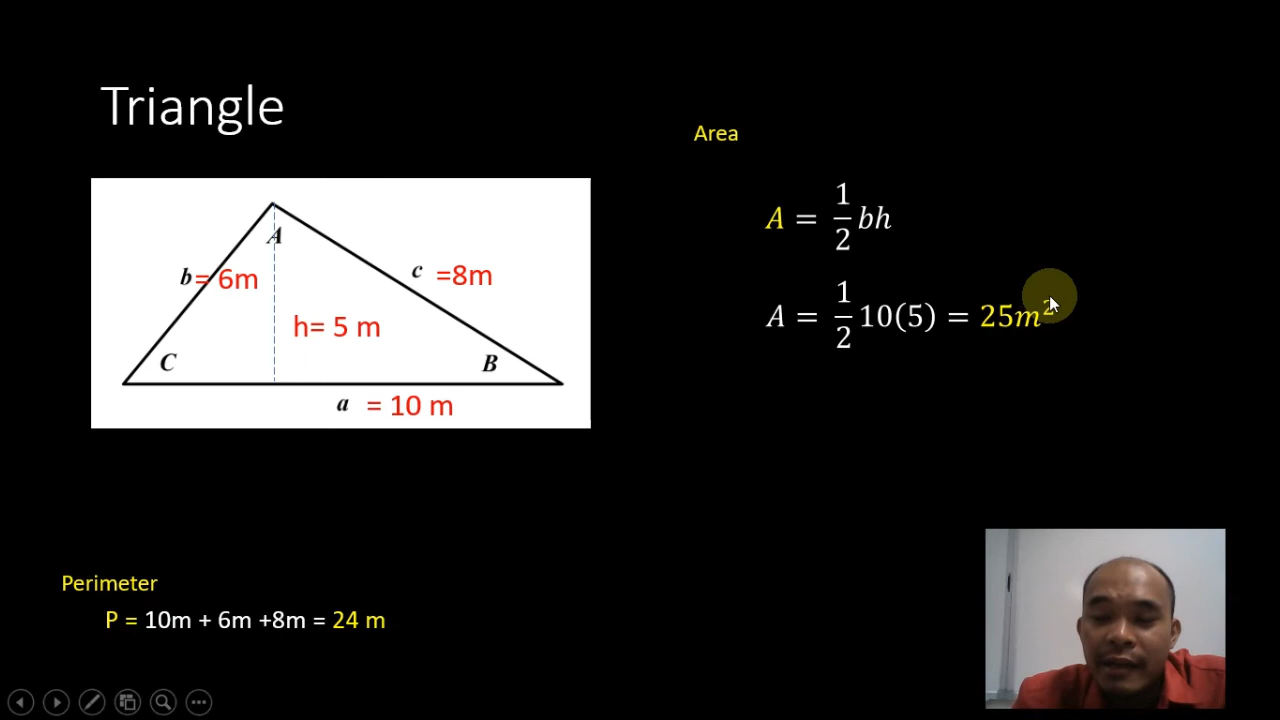 Triangle
A
b= 6m
c =8m
h= 5 m
C
B
a = 10 m
Perimeter
P = 10m + 6m +8m = 24 m
Area
A = 1/2 bh
A = 1/2 10(5) = 25m²